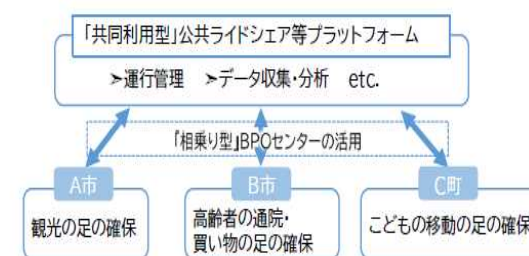 「共同利用型」公共ライドシェア等プラットフォーム
➣運行管理 ➣データ収集・分析 etc.
『相乗り型』BPOセンターの活用
A市
B市
C町
観光の足の確保
高齢者の通院・
買い物の足の確保
こどもの移動の足の確保